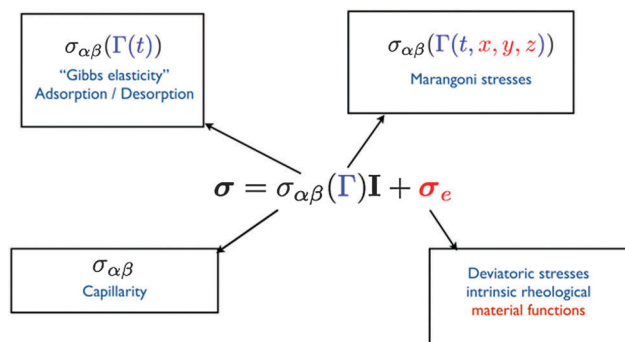 σαβ(Γ(t))
“Gibbs elasticity”
Adsorption / Desorption
σαβ(Γ(t, x, y, z))
Marangoni stresses
σ = σαβ(Γ)I + σe
σαβ
Capillarity
Deviatoric stresses
intrinsic rheological
material functions